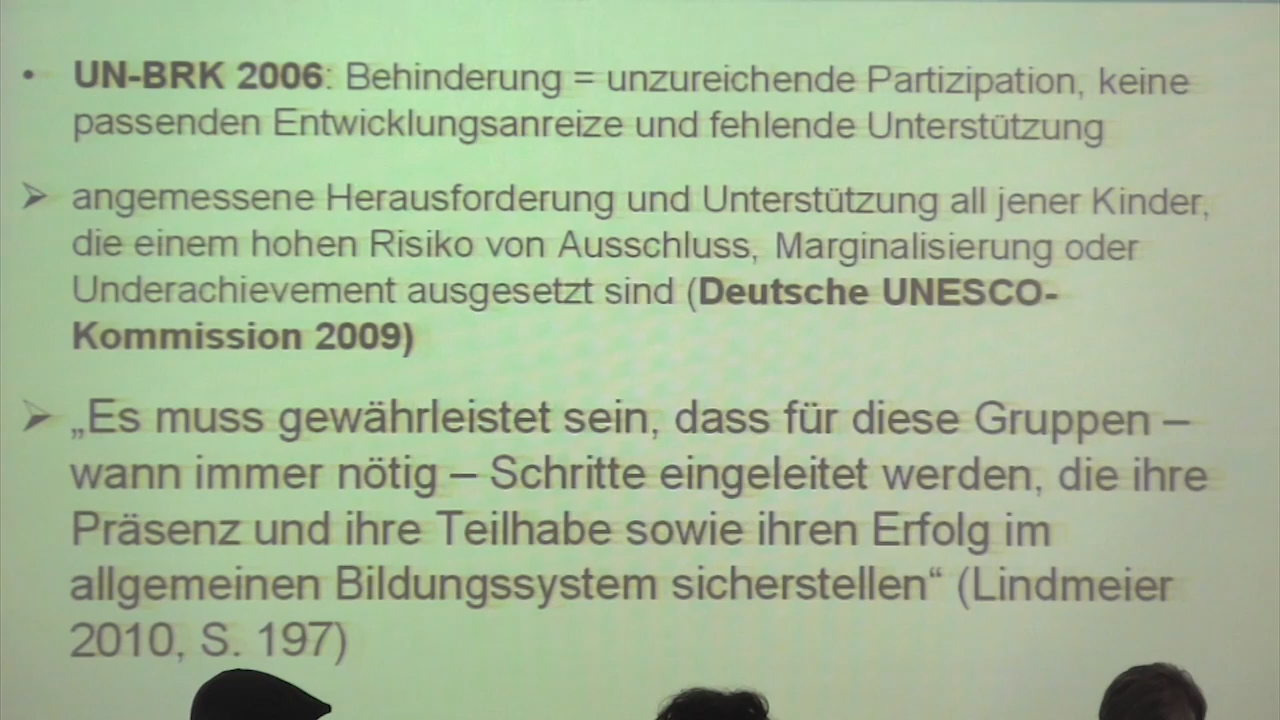 • UN-BRK 2006: Behinderung = unzureichende Partizipation, keine
passenden Entwicklungsanreize und fehlende Unterstützung
➢ angemessene Herausforderung und Unterstützung all jener Kinder,
die einem hohen Risiko von Ausschluss, Marginalisierung oder
Underachievement ausgesetzt sind (Deutsche UNESCO-
Kommission 2009)
➢ „Es muss gewährleistet sein, dass für diese Gruppen –
wann immer nötig – Schritte eingeleitet werden, die ihre
Präsenz und ihre Teilhabe sowie ihren Erfolg im
allgemeinen Bildungssystem sicherstellen“ (Lindmeier
2010, S. 197)